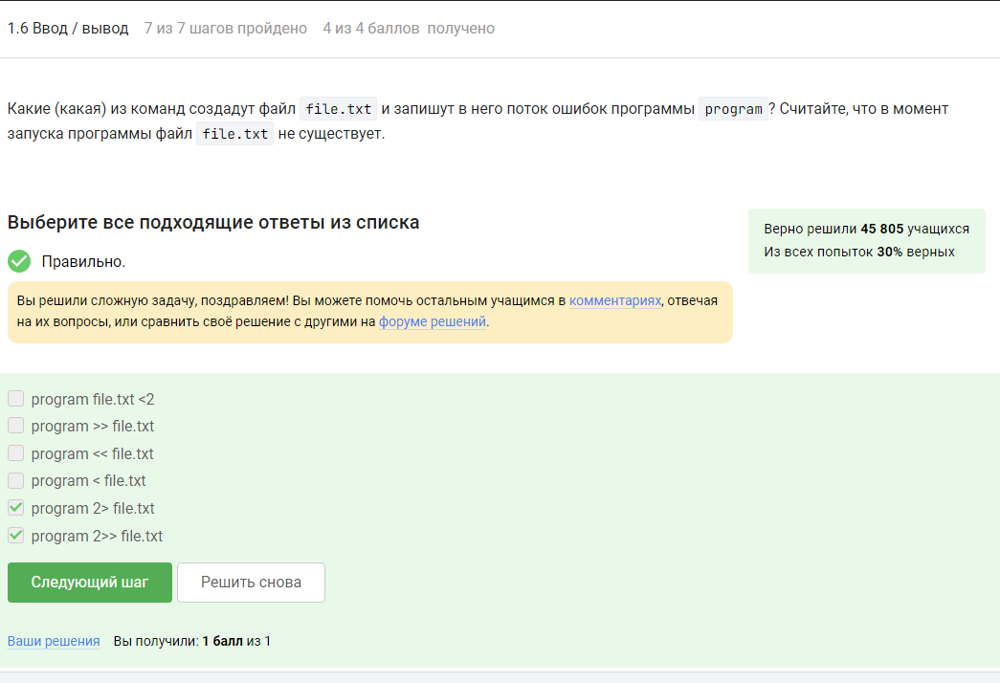 1.6 Ввод / вывод 7 из 7 шагов пройдено 4 из 4 баллов получено
Какие (какая) из команд создадут файл file.txt и запишут в него поток ошибок программы program? Считайте, что в момент
запуска программы файл file.txt не существует.
Выберите все подходящие ответы из списка
Верно решили 45 805 учащихся
Из всех попыток 30% верных
Правильно.
Вы решили сложную задачу, поздравляем! Вы можете помочь остальным учащимся в комментариях, отвечая
на их вопросы, или сравнить своё решение с другими на форуме решений.
program file.txt <2
program >> file.txt
program << file.txt
program < file.txt
program 2> file.txt
program 2>> file.txt
Следующий шаг Решить снова
Ваши решения Вы получили: 1 балл из 1